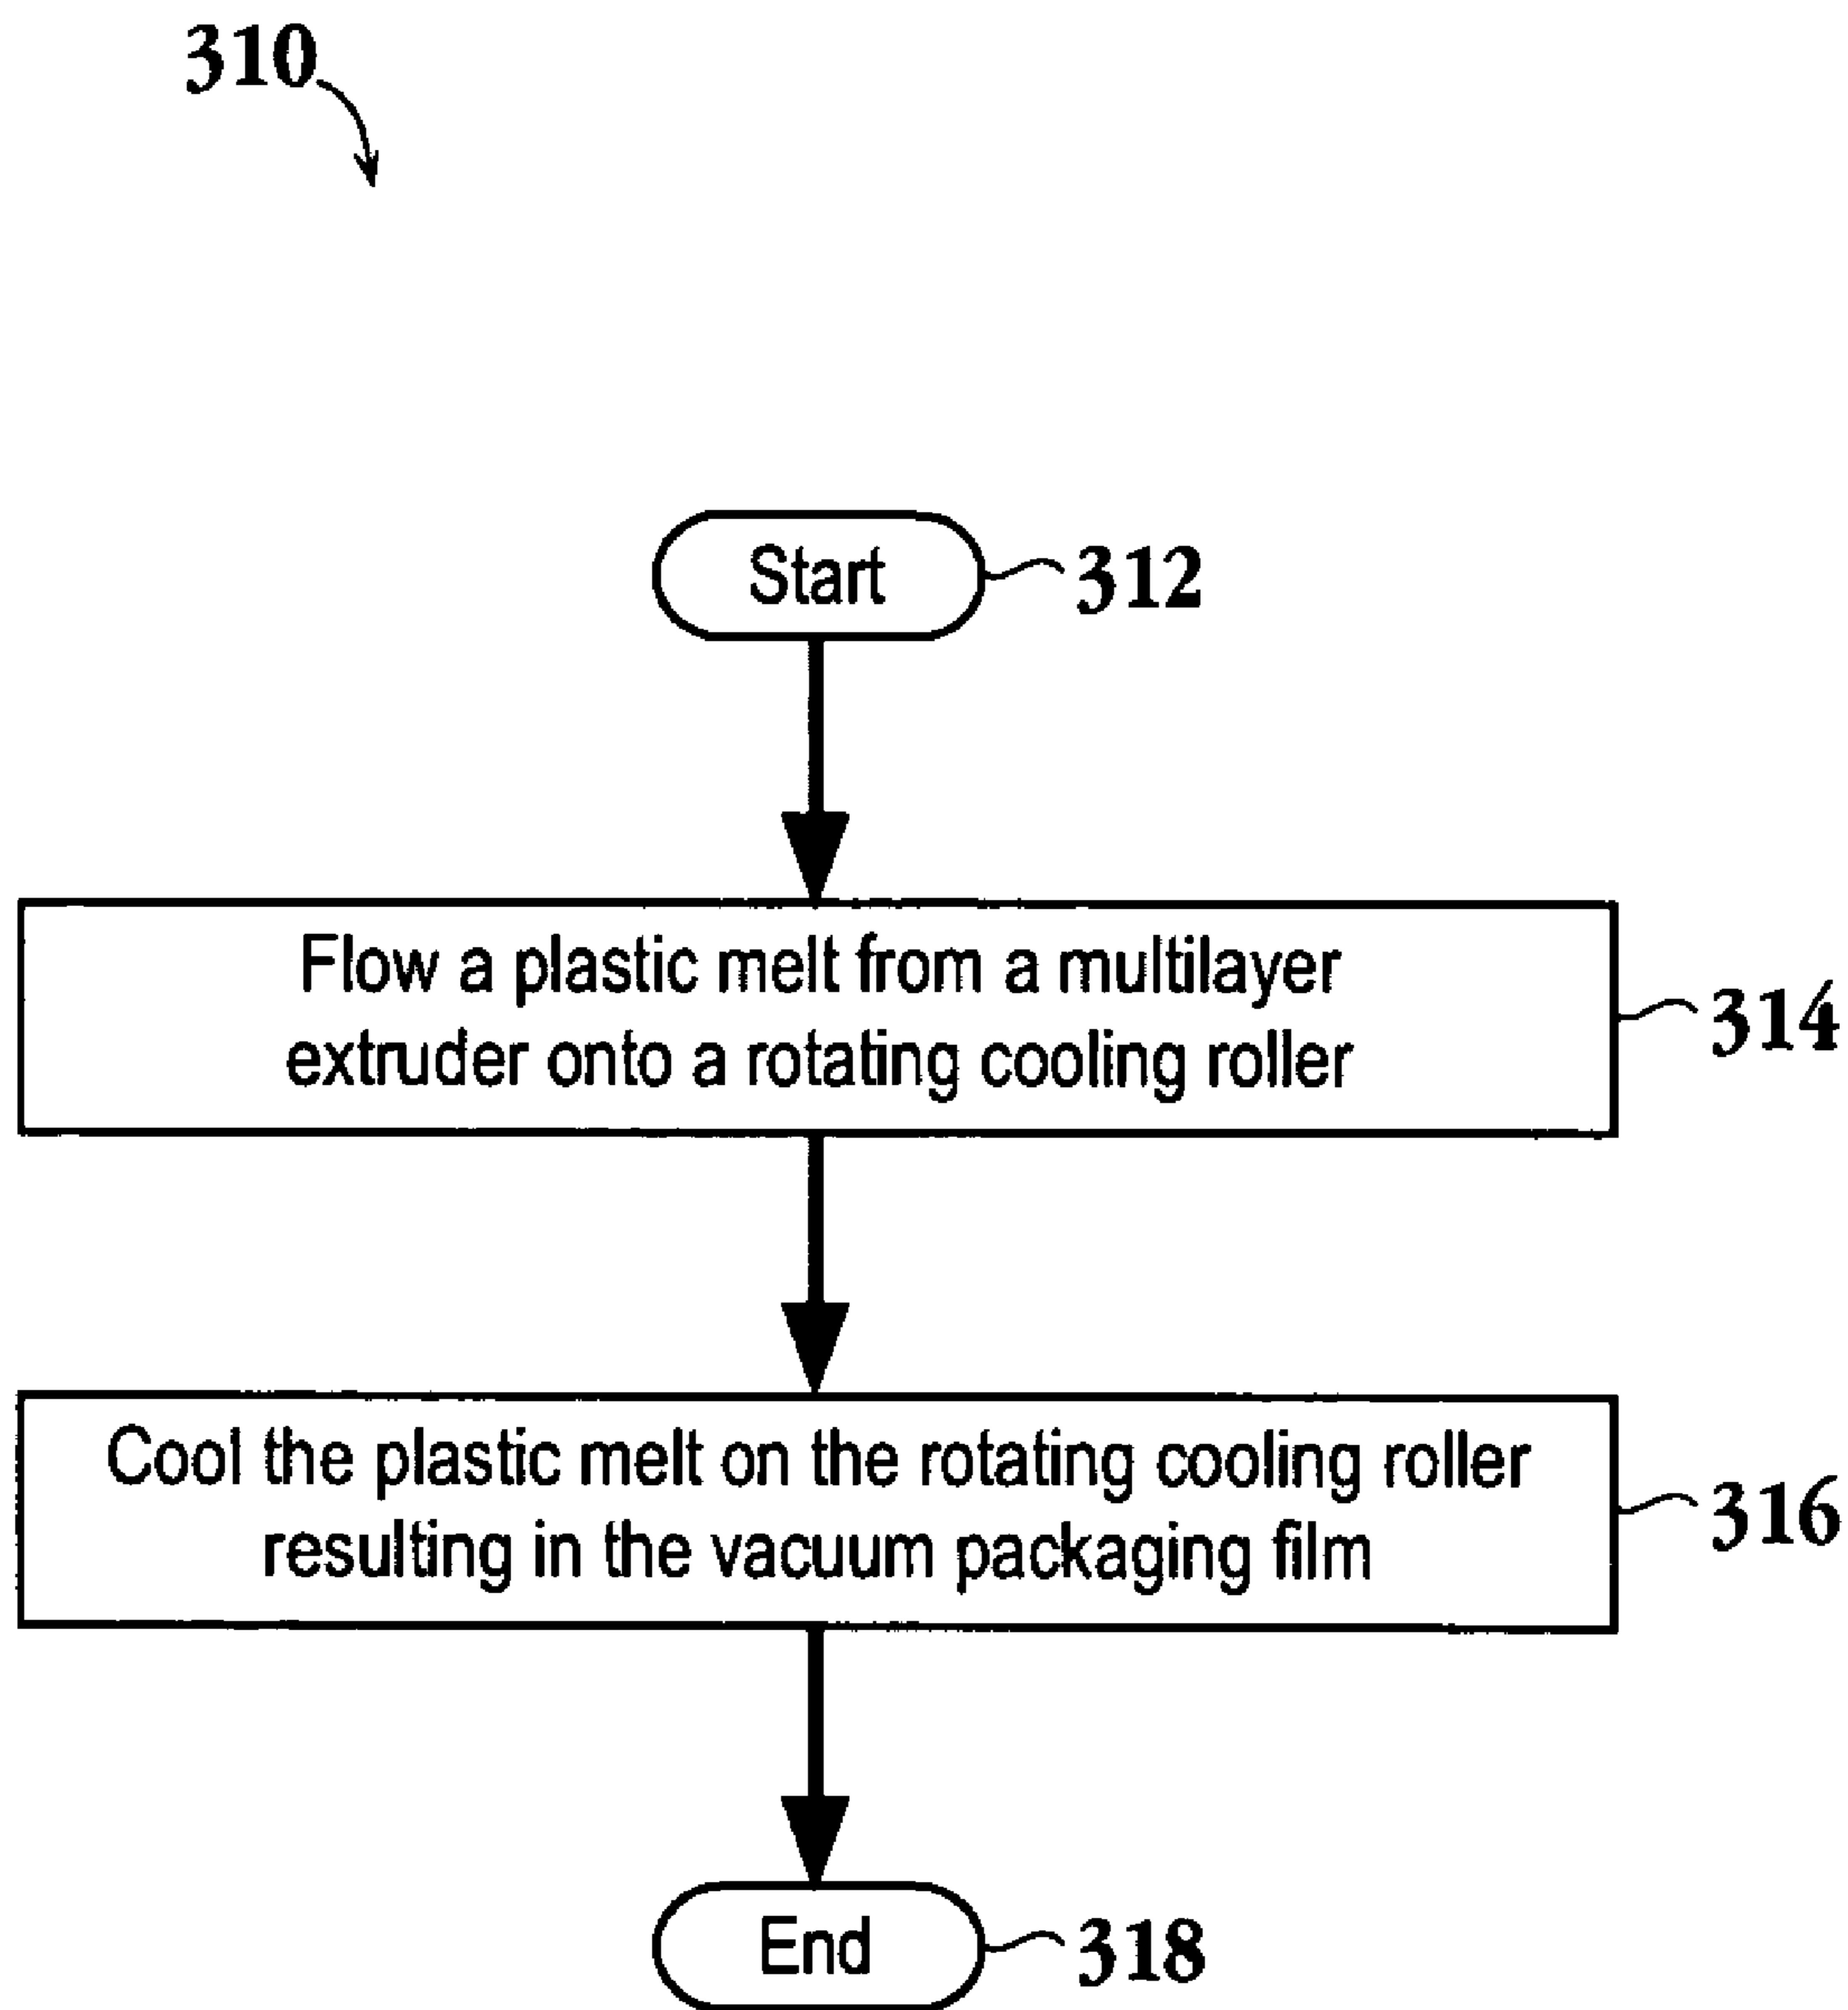 310
Start
312
Flow a plastic melt from a multilayer
extruder onto a rotating cooling roller
314
Cool the plastic melt on the rotating cooling roller
resulting in the vacuum packaging film
316
End
318